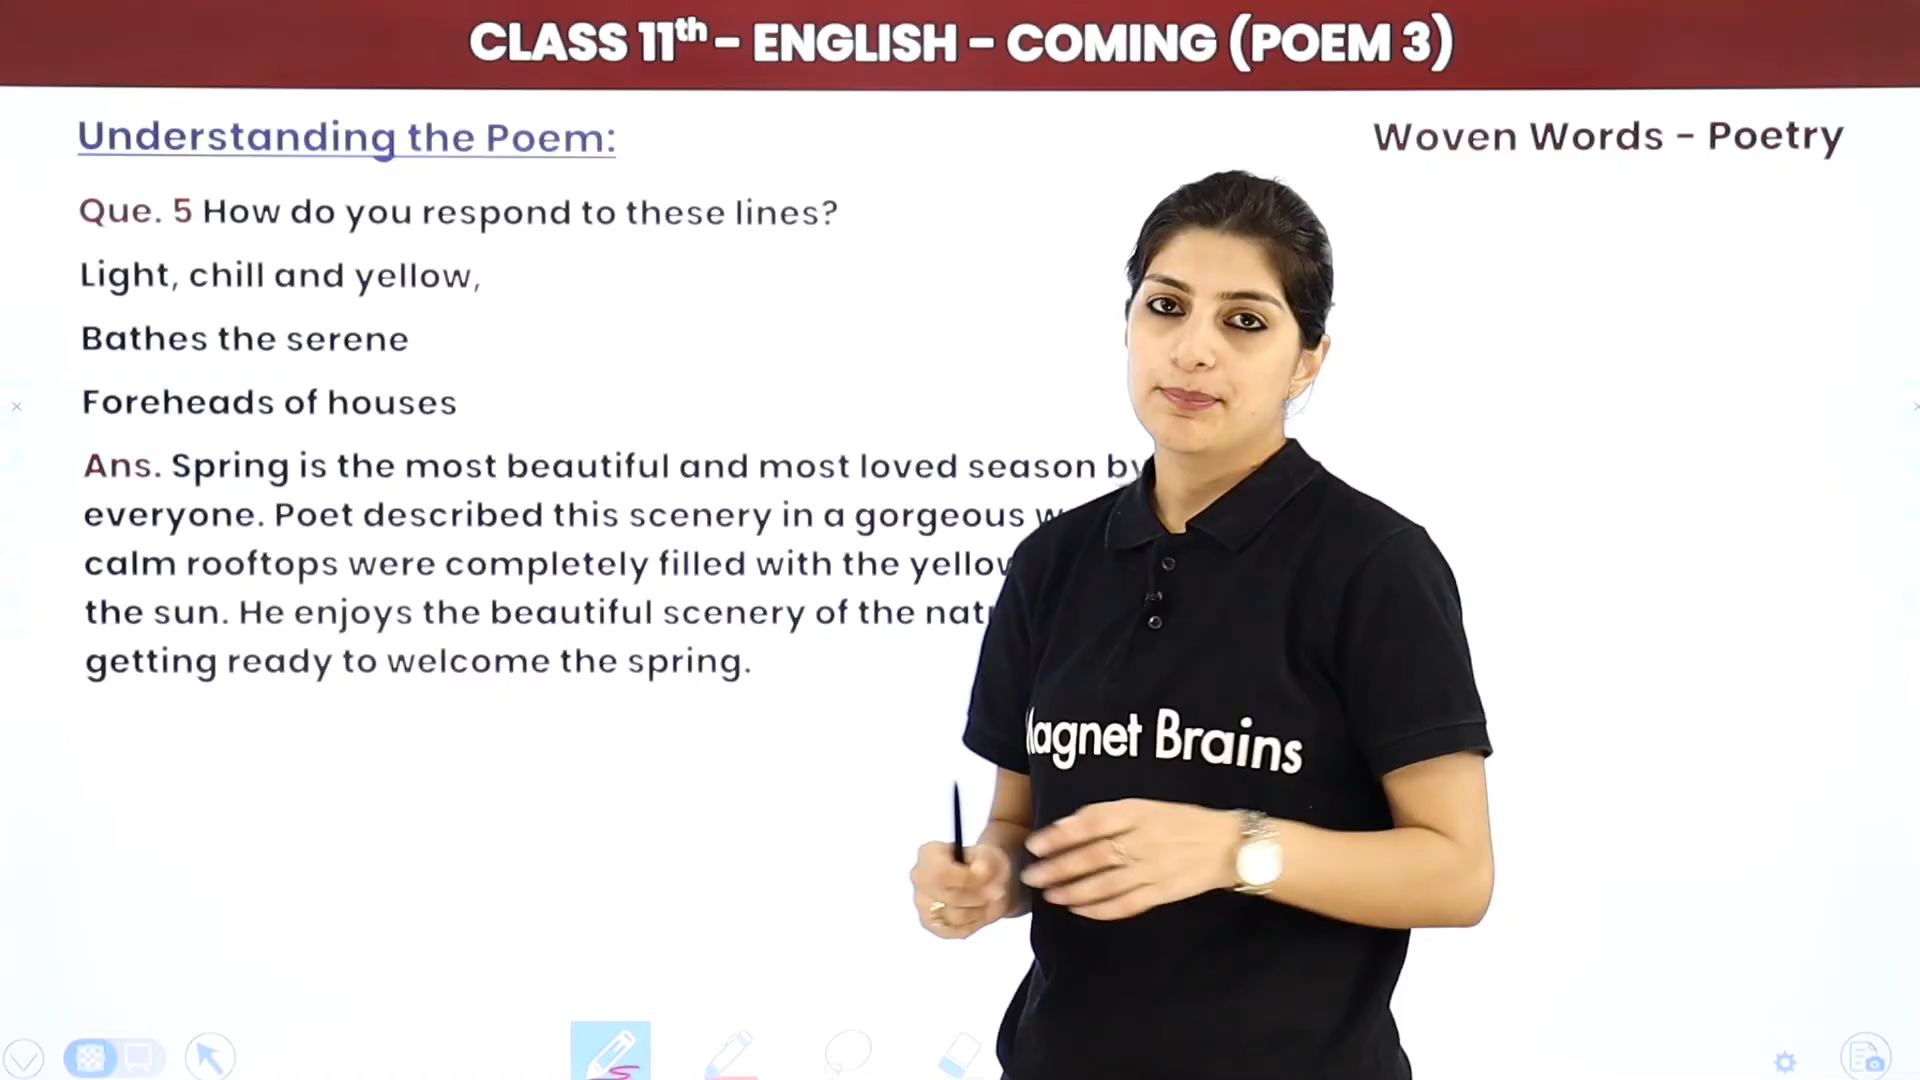 CLASS 11th - ENGLISH - COMING (POEM 3)
Understanding the Poem:
Woven Words - Poetry
Que. 5 How do you respond to these lines?
Light, chill and yellow,
Bathes the serene
Foreheads of houses
Ans. Spring is the most beautiful and most loved season by
everyone. Poet described this scenery in a gorgeous
calm rooftops were completely filled with the
the sun. He enjoys the beautiful scenery of the
getting ready to welcome the spring.
Magnet Brains